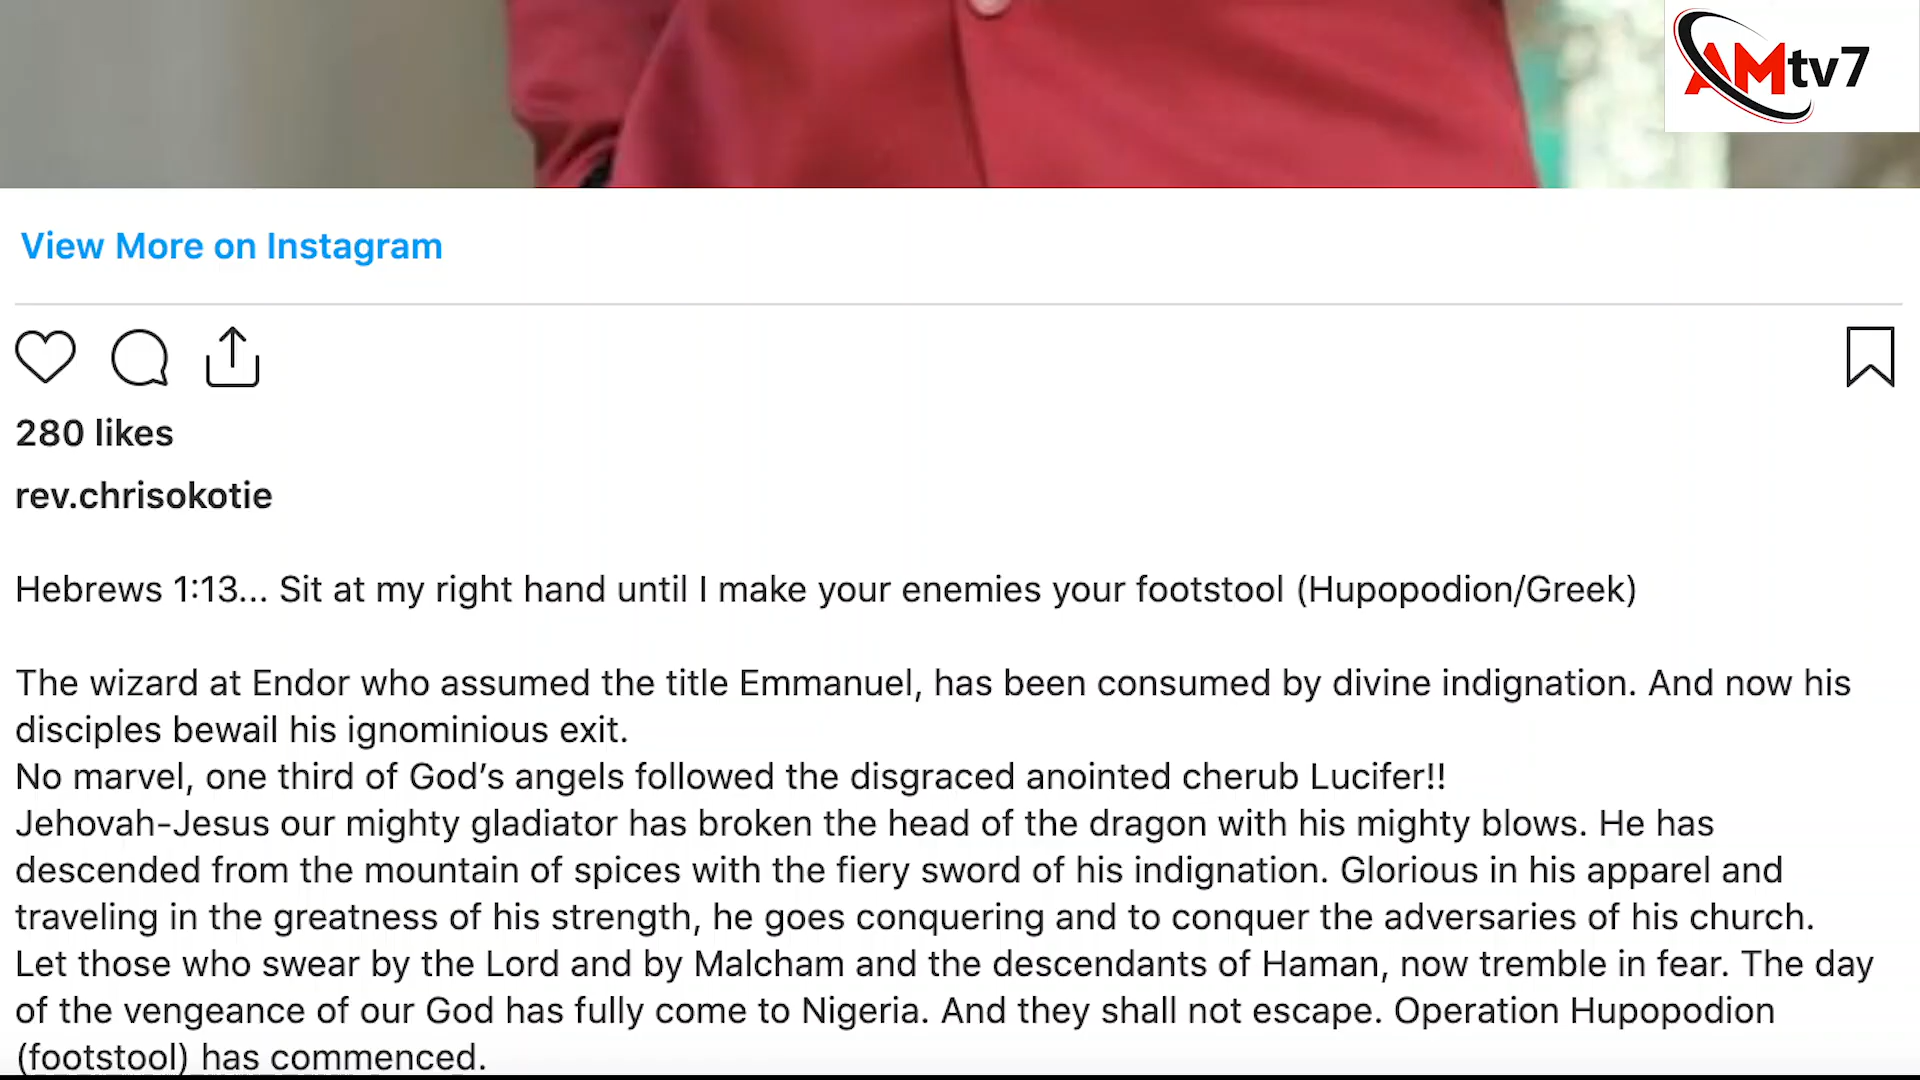 AMtv7
View More on Instagram
280 likes
rev.chrisokotie
Hebrews 1:13... Sit at my right hand until I make your enemies your footstool (Hupopodion/Greek)
The wizard at Endor who assumed the title Emmanuel, has been consumed by divine indignation. And now his
disciples bewail his ignominious exit.
No marvel, one third of God’s angels followed the disgraced anointed cherub Lucifer!!
Jehovah-Jesus our mighty gladiator has broken the head of the dragon with his mighty blows. He has
descended from the mountain of spices with the fiery sword of his indignation. Glorious in his apparel and
traveling in the greatness of his strength, he goes conquering and to conquer the adversaries of his church.
Let those who swear by the Lord and by Malcham and the descendants of Haman, now tremble in fear. The day
of the vengeance of our God has fully come to Nigeria. And they shall not escape. Operation Hupopodion
(footstool) has commenced.